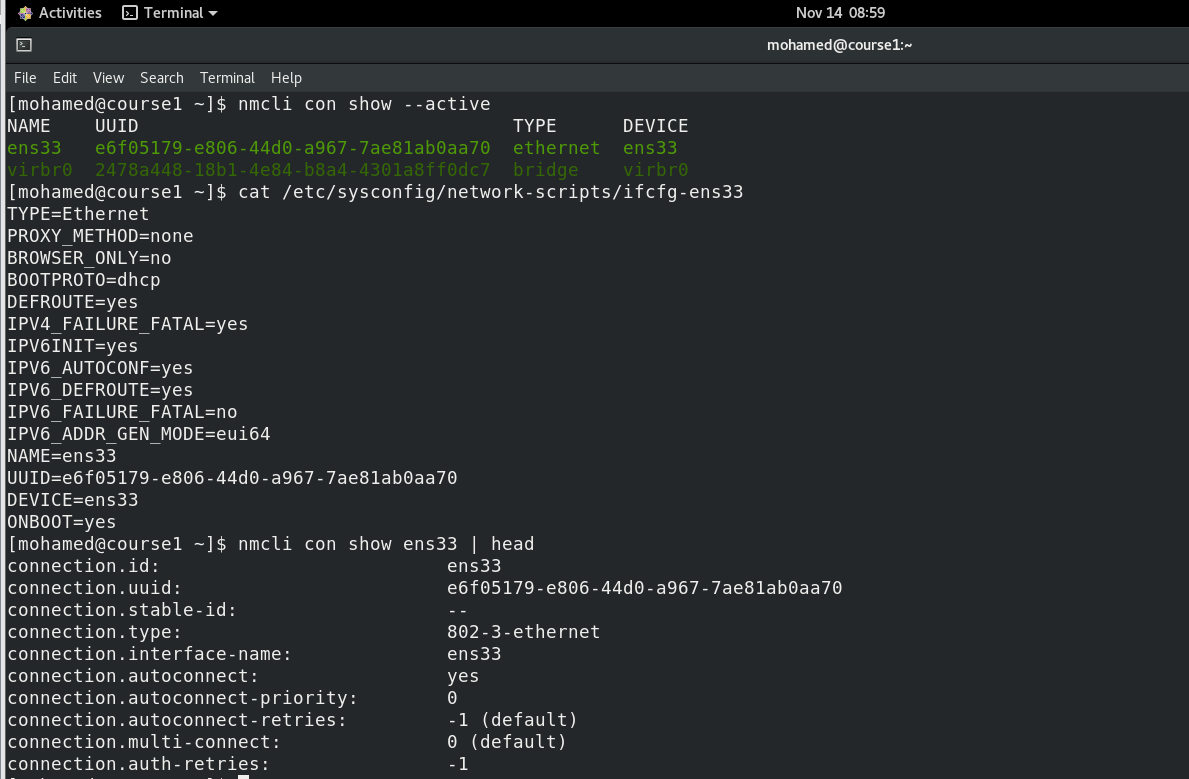 Activities Terminal Nov 14 08:59
mohamed@course1:~
File Edit View Search Terminal Help
[mohamed@course1 ~]$ nmcli con show --active
NAME UUID TYPE DEVICE
ens33 e6f05179-e806-44d0-a967-7ae81ab0aa70 ethernet ens33
virbr0 2478a448-18b1-4e84-b8a4-4301a8ff0dc7 bridge virbr0
[mohamed@course1 ~]$ cat /etc/sysconfig/network-scripts/ifcfg-ens33
TYPE=Ethernet
PROXY_METHOD=none
BROWSER_ONLY=no
BOOTPROTO=dhcp
DEFROUTE=yes
IPV4_FAILURE_FATAL=yes
IPV6INIT=yes
IPV6_AUTOCONF=yes
IPV6_DEFROUTE=yes
IPV6_FAILURE_FATAL=no
IPV6_ADDR_GEN_MODE=eui64
NAME=ens33
UUID=e6f05179-e806-44d0-a967-7ae81ab0aa70
DEVICE=ens33
ONBOOT=yes
[mohamed@course1 ~]$ nmcli con show ens33 | head
connection.id: ens33
connection.uuid: e6f05179-e806-44d0-a967-7ae81ab0aa70
connection.stable-id: --
connection.type: 802-3-ethernet
connection.interface-name: ens33
connection.autoconnect: yes
connection.autoconnect-priority: 0
connection.autoconnect-retries: -1 (default)
connection.multi-connect: 0 (default)
connection.auth-retries: -1